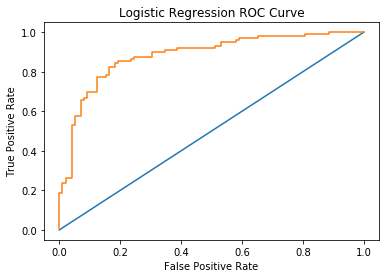 Logistic Regression ROC Curve
True Positive Rate
1.0
0.8
0.6
0.4
0.2
0.0
0.0 0.2 0.4 0.6 0.8 1.0
False Positive Rate